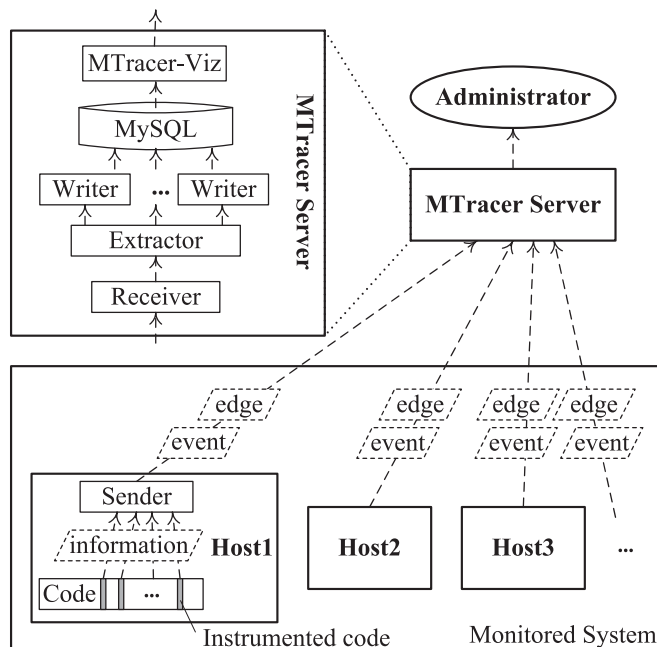 MTracer-Viz
MySQL
Writer ... Writer
Extractor
Receiver
MTracer Server
Administrator
MTracer Server
edge edge edge edge
event event event event
Sender
information
Host1
Code ...
Host2
Host3
...
Instrumented code
Monitored System